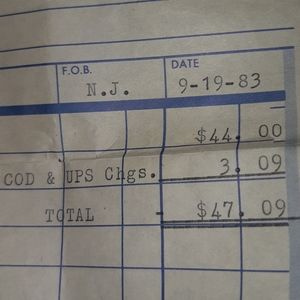 F.O.B. DATE
N.J. 9-19-83
$44. 00
COD & UPS Chgs. 3. 09
TOTAL - $47. 09